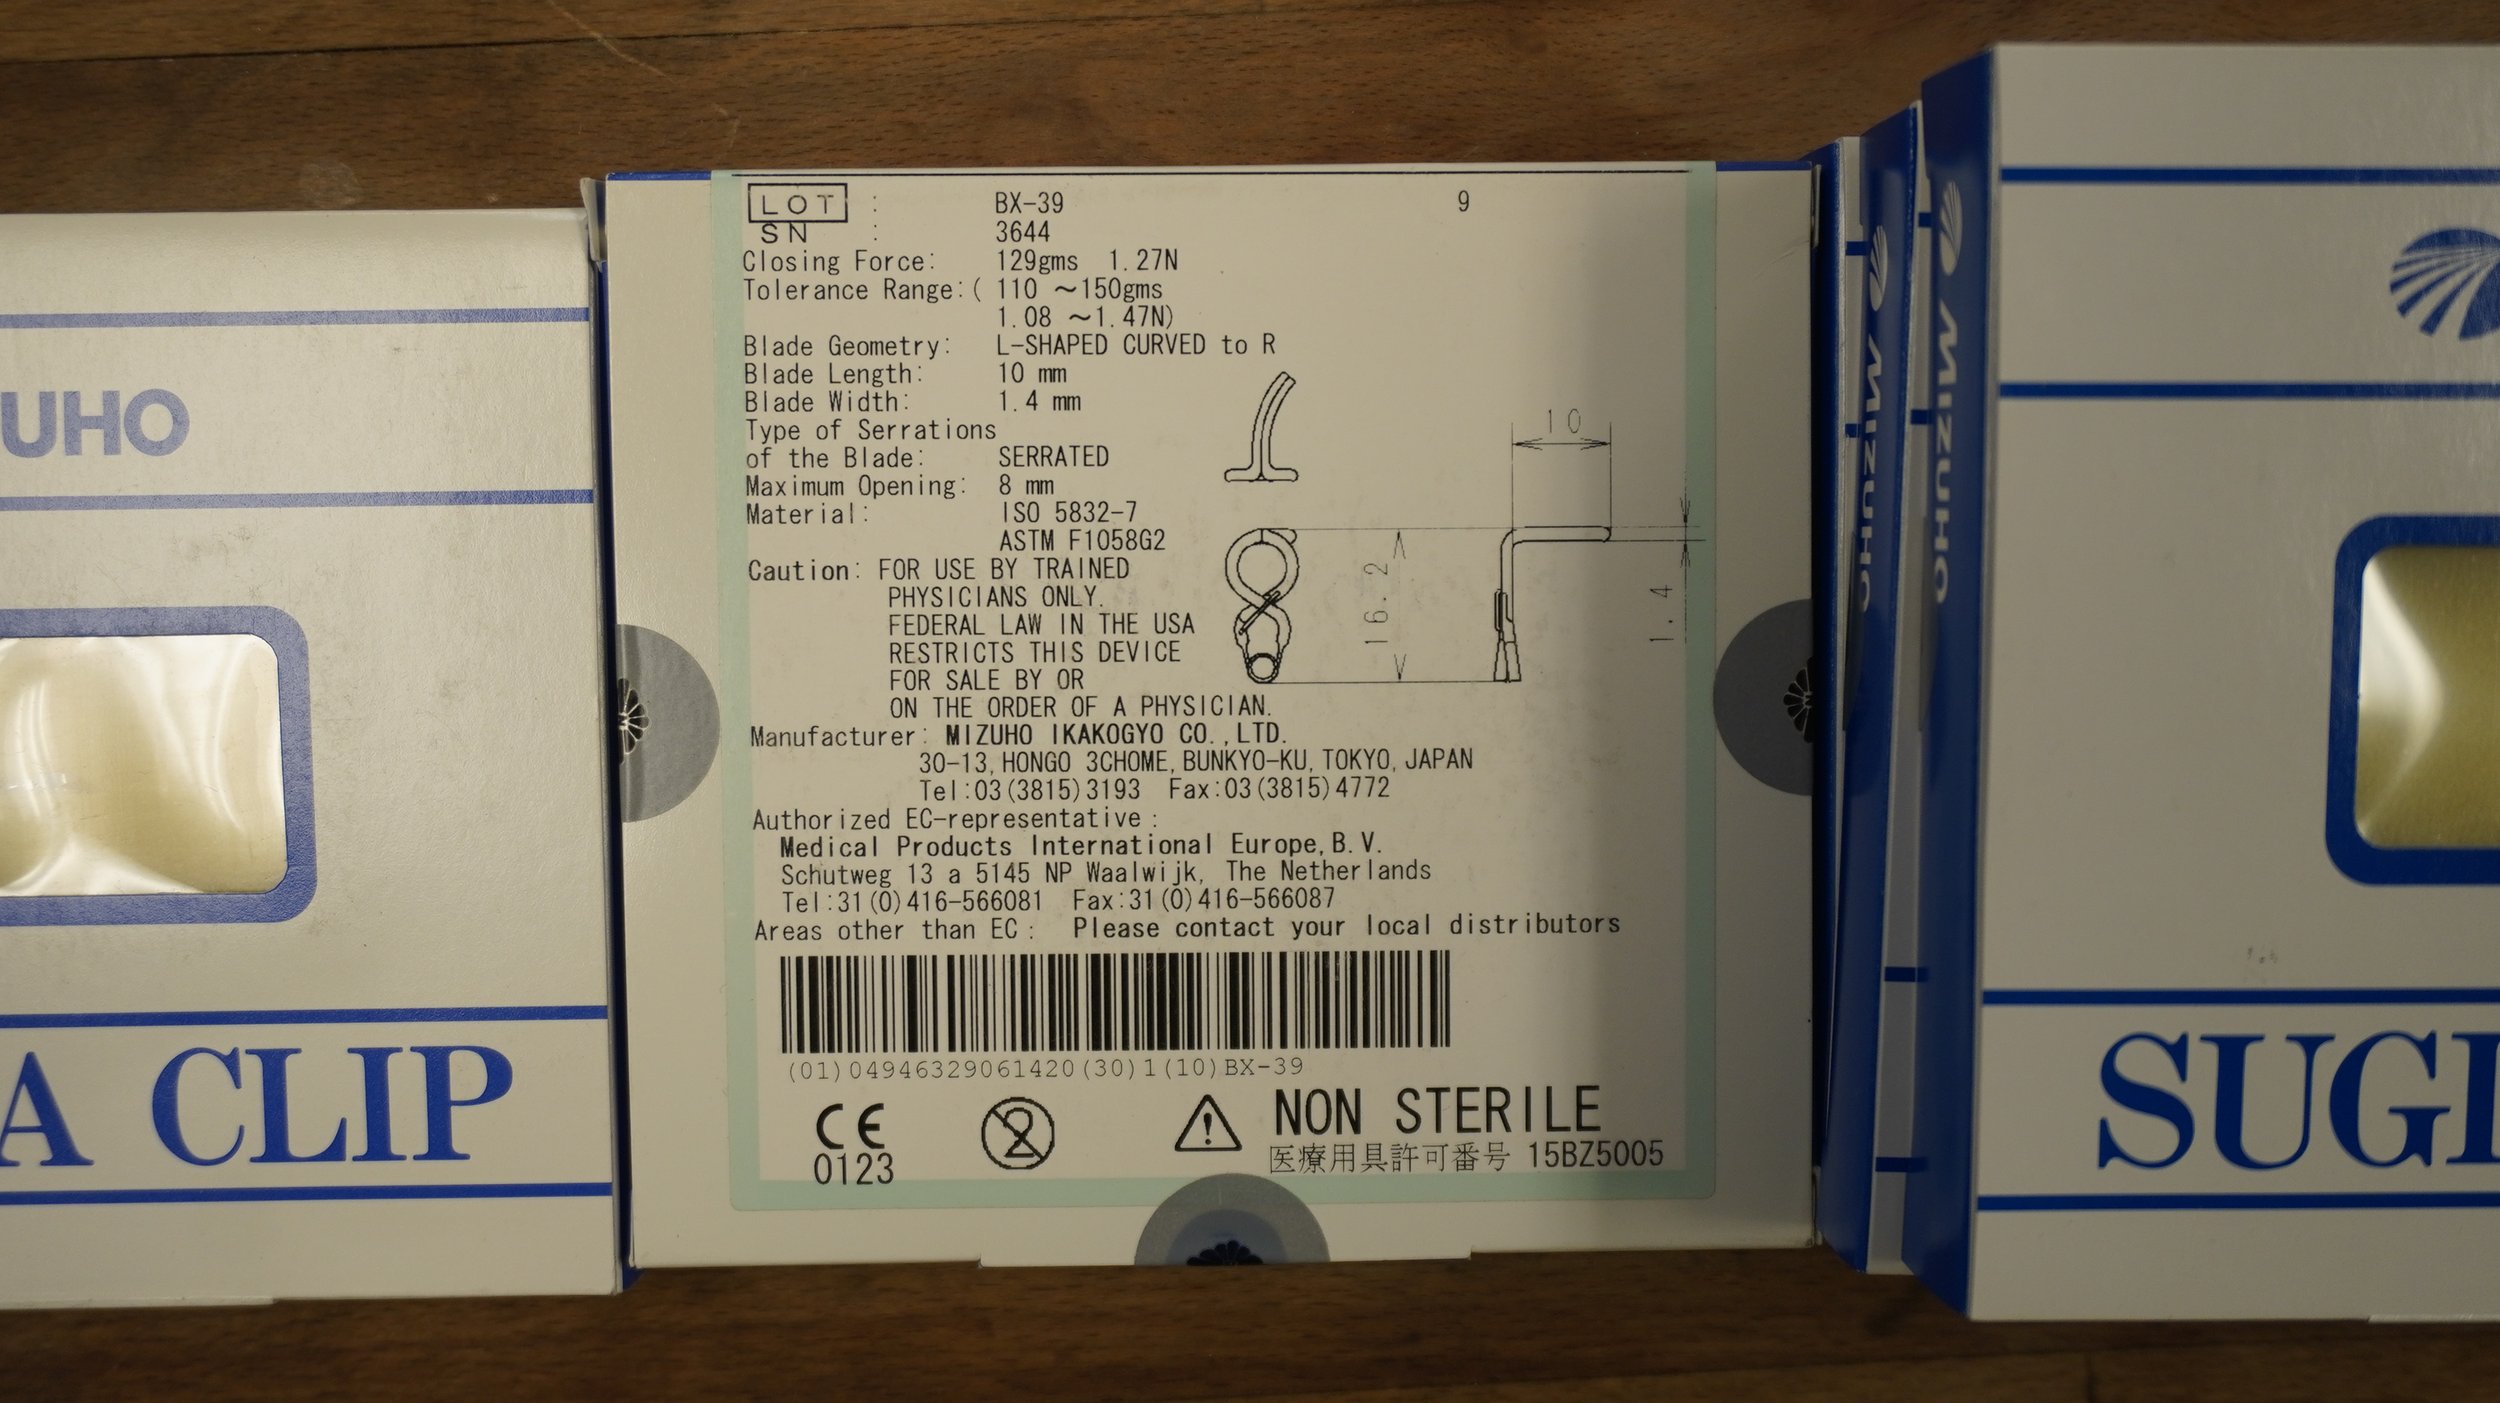 UHO
A CLIP
LOT : BX-39 9
SN : 3644
Closing Force: 129gms 1.27N
Tolerance Range:( 110 ~150gms
1.08 ~1.47N)
Blade Geometry: L-SHAPED CURVED to R
Blade Length: 10 mm
Blade Width: 1.4 mm
Type of Serrations
of the Blade: SERRATED
Maximum Opening: 8 mm
Material: ISO 5832-7
ASTM F1058G2
Caution: FOR USE BY TRAINED
PHYSICIANS ONLY.
FEDERAL LAW IN THE USA
RESTRICTS THIS DEVICE
FOR SALE BY OR
ON THE ORDER OF A PHYSICIAN.
10
16.2
1.4
Manufacturer: MIZUHO IKAKOGYO CO.,LTD.
30-13,HONGO 3CHOME,BUNKYO-KU,TOKYO,JAPAN
Tel:03(3815)3193 Fax:03(3815)4772
Authorized EC-representative :
Medical Products International Europe,B.V.
Schutweg 13 a 5145 NP Waalwijk, The Netherlands
Tel:31(0)416-566081 Fax:31(0)416-566087
Areas other than EC : Please contact your local distributors
(01)04946329061420(30)1(10)BX-39
CE
0123
2
! NON STERILE
医療用具許可番号 15BZ5005
MIZUHO
MIZUHO
SUGI